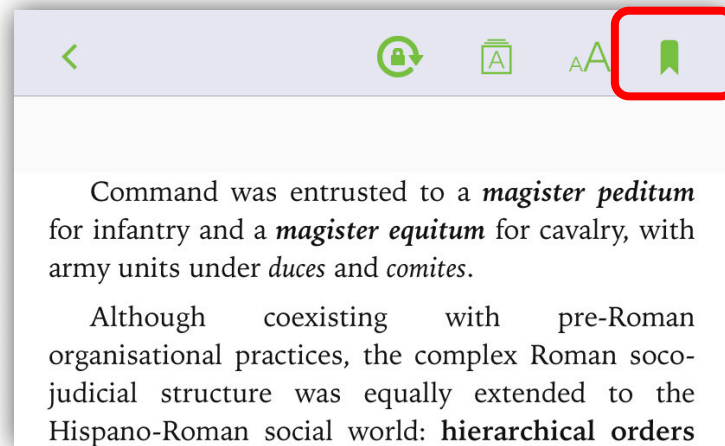 A
AA
Command was entrusted to a magister peditum
for infantry and a magister equitum for cavalry, with
army units under duces and comites.
Although coexisting with pre-Roman
organisational practices, the complex Roman soco-
judicial structure was equally extended to the
Hispano-Roman social world: hierarchical orders